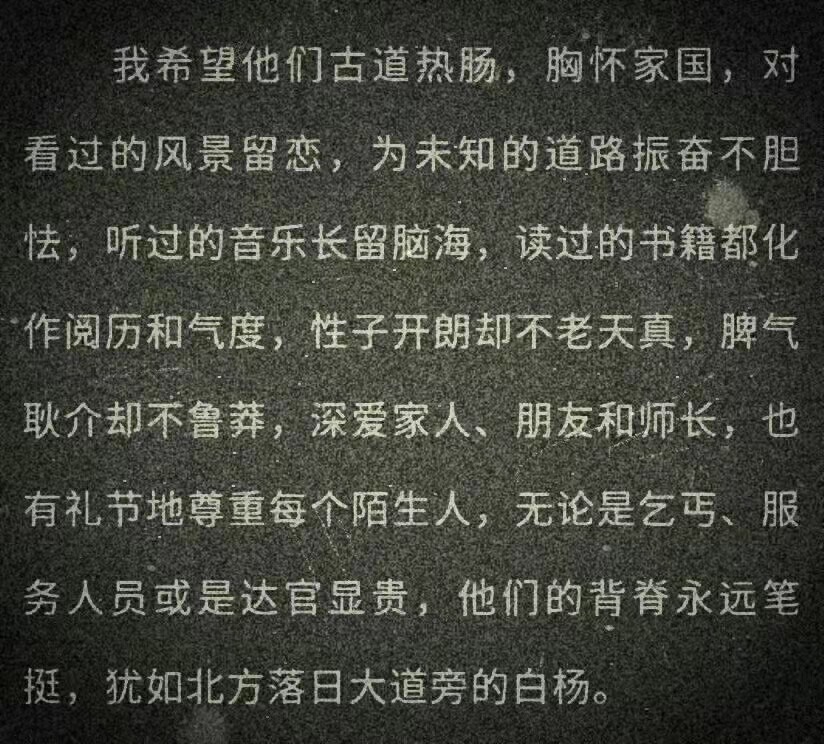 我希望他们古道热肠，胸怀家国，对
看过的风景留恋，为未知的道路振奋不胆
怯，听过的音乐长留脑海，读过的书籍都化
作阅历和气度，性子开朗却不老天真，脾气
耿介却不鲁莽，深爱家人、朋友和师长，也
有礼节地尊重每个陌生人，无论是乞丐、服
务人员或是达官显贵，他们的背脊永远笔
挺，犹如北方落日大道旁的白杨。